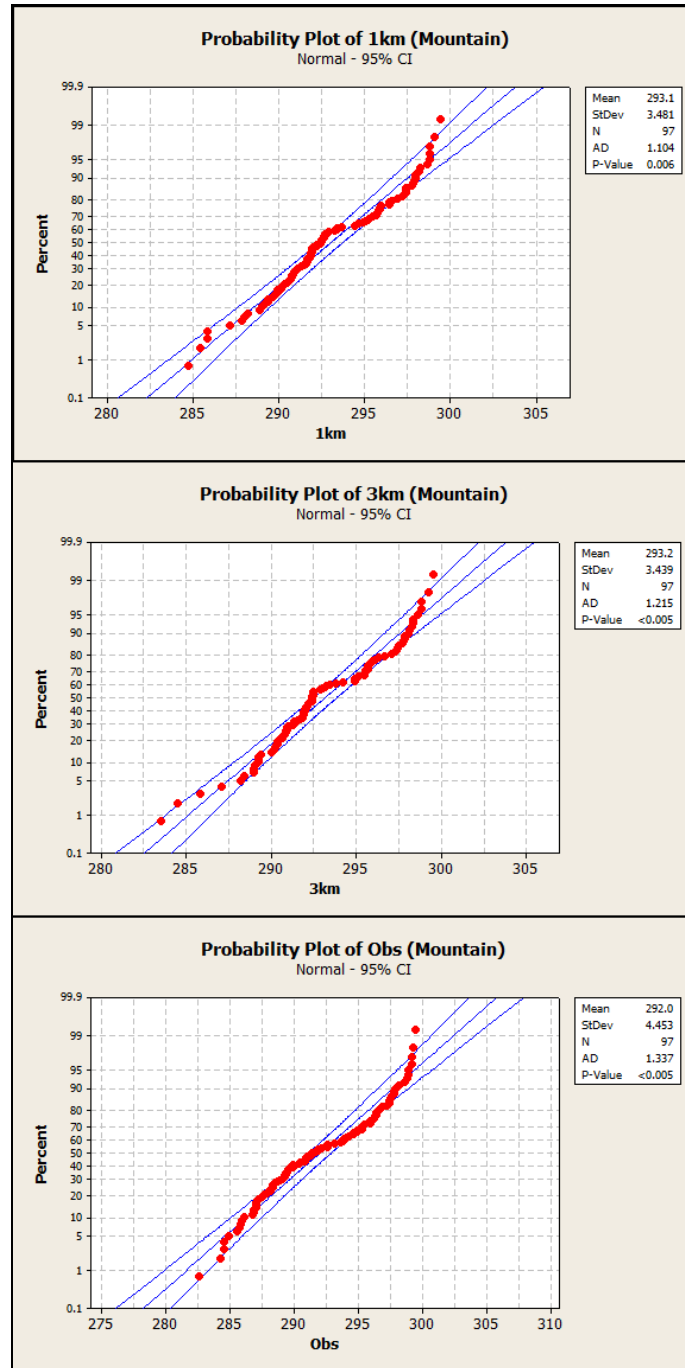 Probability Plot of 1km (Mountain)
Normal - 95% CI
99.9
99
95
90
80
70
60
50
40
30
20
10
5
1
0.1
Percent
280 285 290 295 300 305
1km
Mean 293.1
StDev 3.481
N 97
AD 1.104
P-Value 0.006
Probability Plot of 3km (Mountain)
Normal - 95% CI
99.9
99
95
90
80
70
60
50
40
30
20
10
5
1
0.1
Percent
280 285 290 295 300 305
3km
Mean 293.2
StDev 3.439
N 97
AD 1.215
P-Value <0.005
Probability Plot of Obs (Mountain)
Normal - 95% CI
99.9
99
95
90
80
70
60
50
40
30
20
10
5
1
0.1
Percent
275 280 285 290 295 300 305 310
Obs
Mean 292.0
StDev 4.453
N 97
AD 1.337
P-Value <0.005